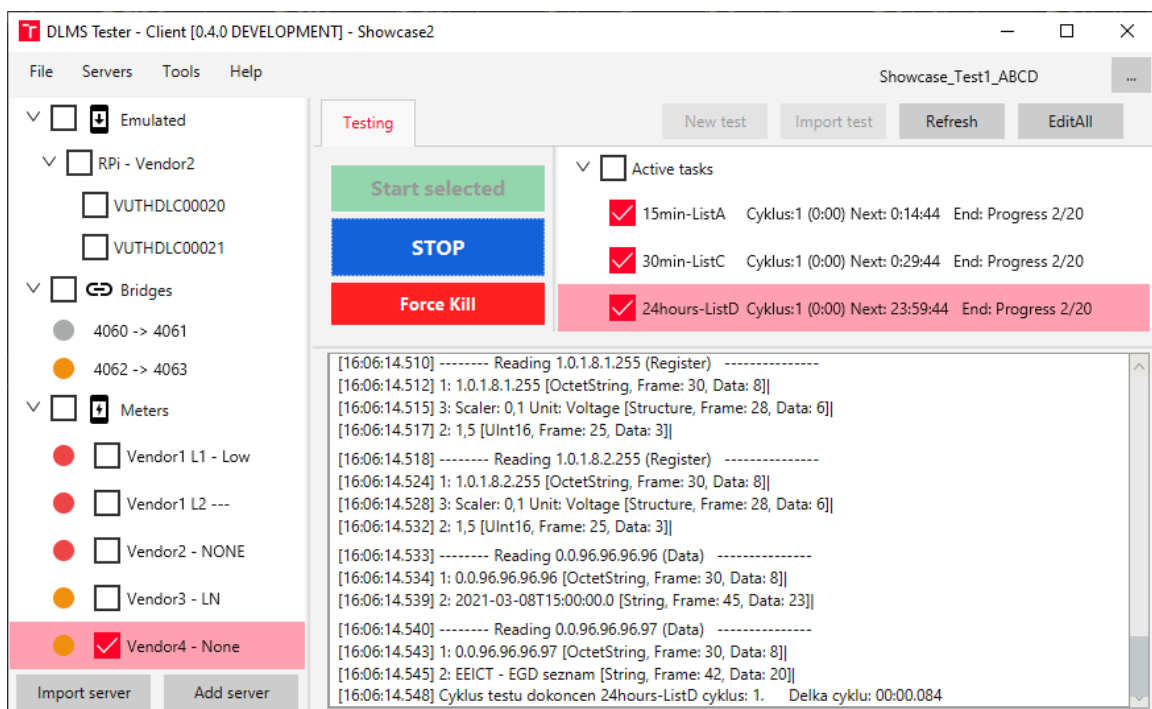 DLMS Tester - Client [0.4.0 DEVELOPMENT] - Showcase2
File Servers Tools Help
Showcase_Test1_ABCD ...
Emulated
RPi - Vendor2
VUTHDLC00020
VUTHDLC00021
Bridges
4060 -> 4061
4062 -> 4063
Meters
Vendor1 L1 - Low
Vendor1 L2 ---
Vendor2 - NONE
Vendor3 - LN
Vendor4 - None
Import server Add server
Testing
New test Import test Refresh EditAll
Start selected
STOP
Force Kill
Active tasks
15min-ListA Cyklus:1 (0:00) Next: 0:14:44 End: Progress 2/20
30min-ListC Cyklus:1 (0:00) Next: 0:29:44 End: Progress 2/20
24hours-ListD Cyklus:1 (0:00) Next: 23:59:44 End: Progress 2/20
[16:06:14.510] -------- Reading 1.0.1.8.1.255 (Register) ---------------
[16:06:14.512] 1: 1.0.1.8.1.255 [OctetString, Frame: 30, Data: 8]|
[16:06:14.515] 3: Scaler: 0,1 Unit: Voltage [Structure, Frame: 28, Data: 6]|
[16:06:14.517] 2: 1,5 [UInt16, Frame: 25, Data: 3]|
[16:06:14.518] -------- Reading 1.0.1.8.2.255 (Register) ---------------
[16:06:14.524] 1: 1.0.1.8.2.255 [OctetString, Frame: 30, Data: 8]|
[16:06:14.528] 3: Scaler: 0,1 Unit: Voltage [Structure, Frame: 28, Data: 6]|
[16:06:14.532] 2: 1,5 [UInt16, Frame: 25, Data: 3]|
[16:06:14.533] -------- Reading 0.0.96.96.96.96 (Data) ---------------
[16:06:14.534] 1: 0.0.96.96.96.96 [OctetString, Frame: 30, Data: 8]|
[16:06:14.539] 2: 2021-03-08T15:00:00.0 [String, Frame: 45, Data: 23]|
[16:06:14.540] -------- Reading 0.0.96.96.96.97 (Data) ---------------
[16:06:14.543] 1: 0.0.96.96.96.97 [OctetString, Frame: 30, Data: 8]|
[16:06:14.545] 2: EEICT - EGD seznam [String, Frame: 42, Data: 20]|
[16:06:14.548] Cyklus testu dokoncen 24hours-ListD cyklus: 1. Delka cyklu: 00:00.084